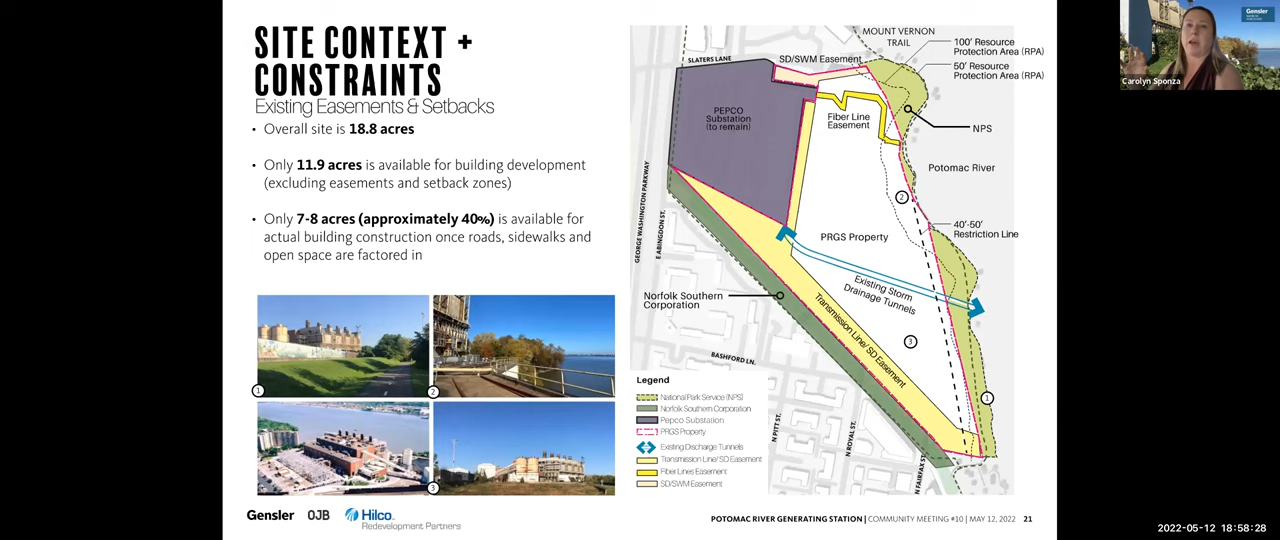 SITE CONTEXT +
CONSTRAINTS
Existing Easements & Setbacks
• Overall site is 18.8 acres
• Only 11.9 acres is available for building development
(excluding easements and setback zones)
• Only 7-8 acres (approximately 40%) is available for
actual building construction once roads, sidewalks and
open space are factored in
1
2
3
SLATERS LANE
SD/SWM Easement
MOUNT VERNON
TRAIL
100' Resource
Protection Area (RPA)
50' Resource
Protection Area (RPA)
PEPCO
Substation
(to remain)
Fiber Line
Easement
NPS
Potomac River
GEORGE WASHINGTON PARKWAY
E ABINGDON ST.
2
40'-50'
Restriction Line
PRGS Property
Existing Storm
Drainage Tunnels
Norfolk Southern
Corporation
Transmission Line/ SD Easement
3
BASHFORD LN.
1
N PITT ST.
N ROYAL ST.
N FAIRFAX ST.
Legend
National Park Service (NPS)
Norfolk Southern Corporation
Pepco Substation
PRGS Property
Existing Discharge Tunnels
Transmission Line/ SD Easement
Fiber Lines Easement
SD/SWM Easement
Gensler
OJB
Hilco
Redevelopment Partners
POTOMAC RIVER GENERATING STATION | COMMUNITY MEETING #10 | MAY 12, 2022 21
Gensler
Carolyn Sponza
2022-05-12 18:58:28